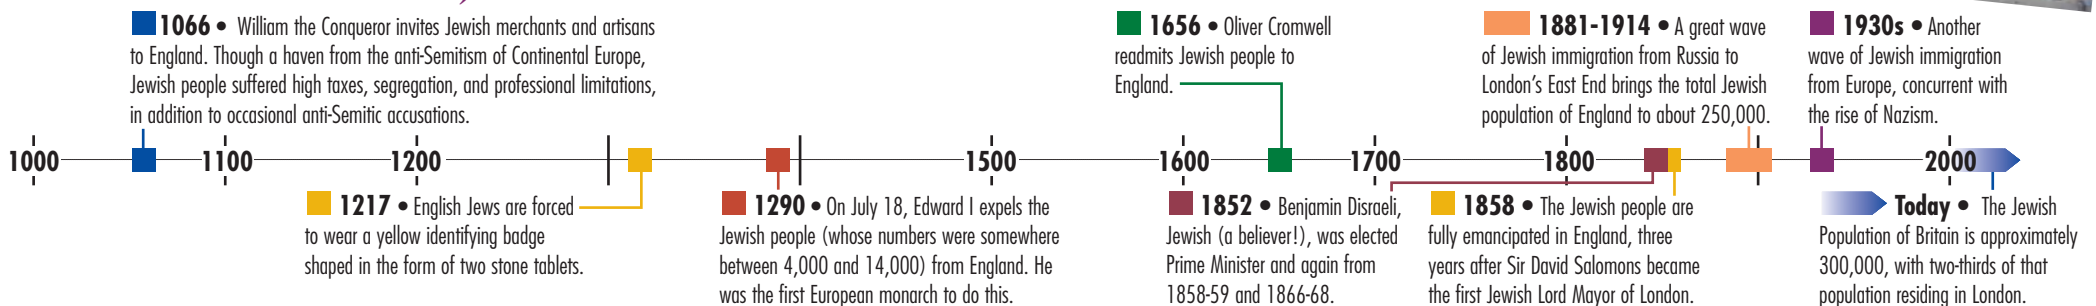 1066 • William the Conqueror invites Jewish merchants and artisans
to England. Though a haven from the anti-Semitism of Continental Europe,
Jewish people suffered high taxes, segregation, and professional limitations,
in addition to occasional anti-Semitic accusations.
1656 • Oliver Cromwell
readmits Jewish people to
England.
1881-1914 • A great wave
of Jewish immigration from Russia to
London's East End brings the total Jewish
population of England to about 250,000.
1930s • Another
wave of Jewish immigration
from Europe, concurrent with
the rise of Nazism.
1000 1100 1200 1500 1600 1700 1800 2000
1217 • English Jews are forced
to wear a yellow identifying badge
shaped in the form of two stone tablets.
1290 • On July 18, Edward I expels the
Jewish people (whose numbers were somewhere
between 4,000 and 14,000) from England. He
was the first European monarch to do this.
1852 • Benjamin Disraeli,
Jewish (a believer!), was elected
Prime Minister and again from
1858-59 and 1866-68.
1858 • The Jewish people are
fully emancipated in England, three
years after Sir David Salomons became
the first Jewish Lord Mayor of London.
Today • The Jewish
Population of Britain is approximately
300,000, with two-thirds of that
population residing in London.